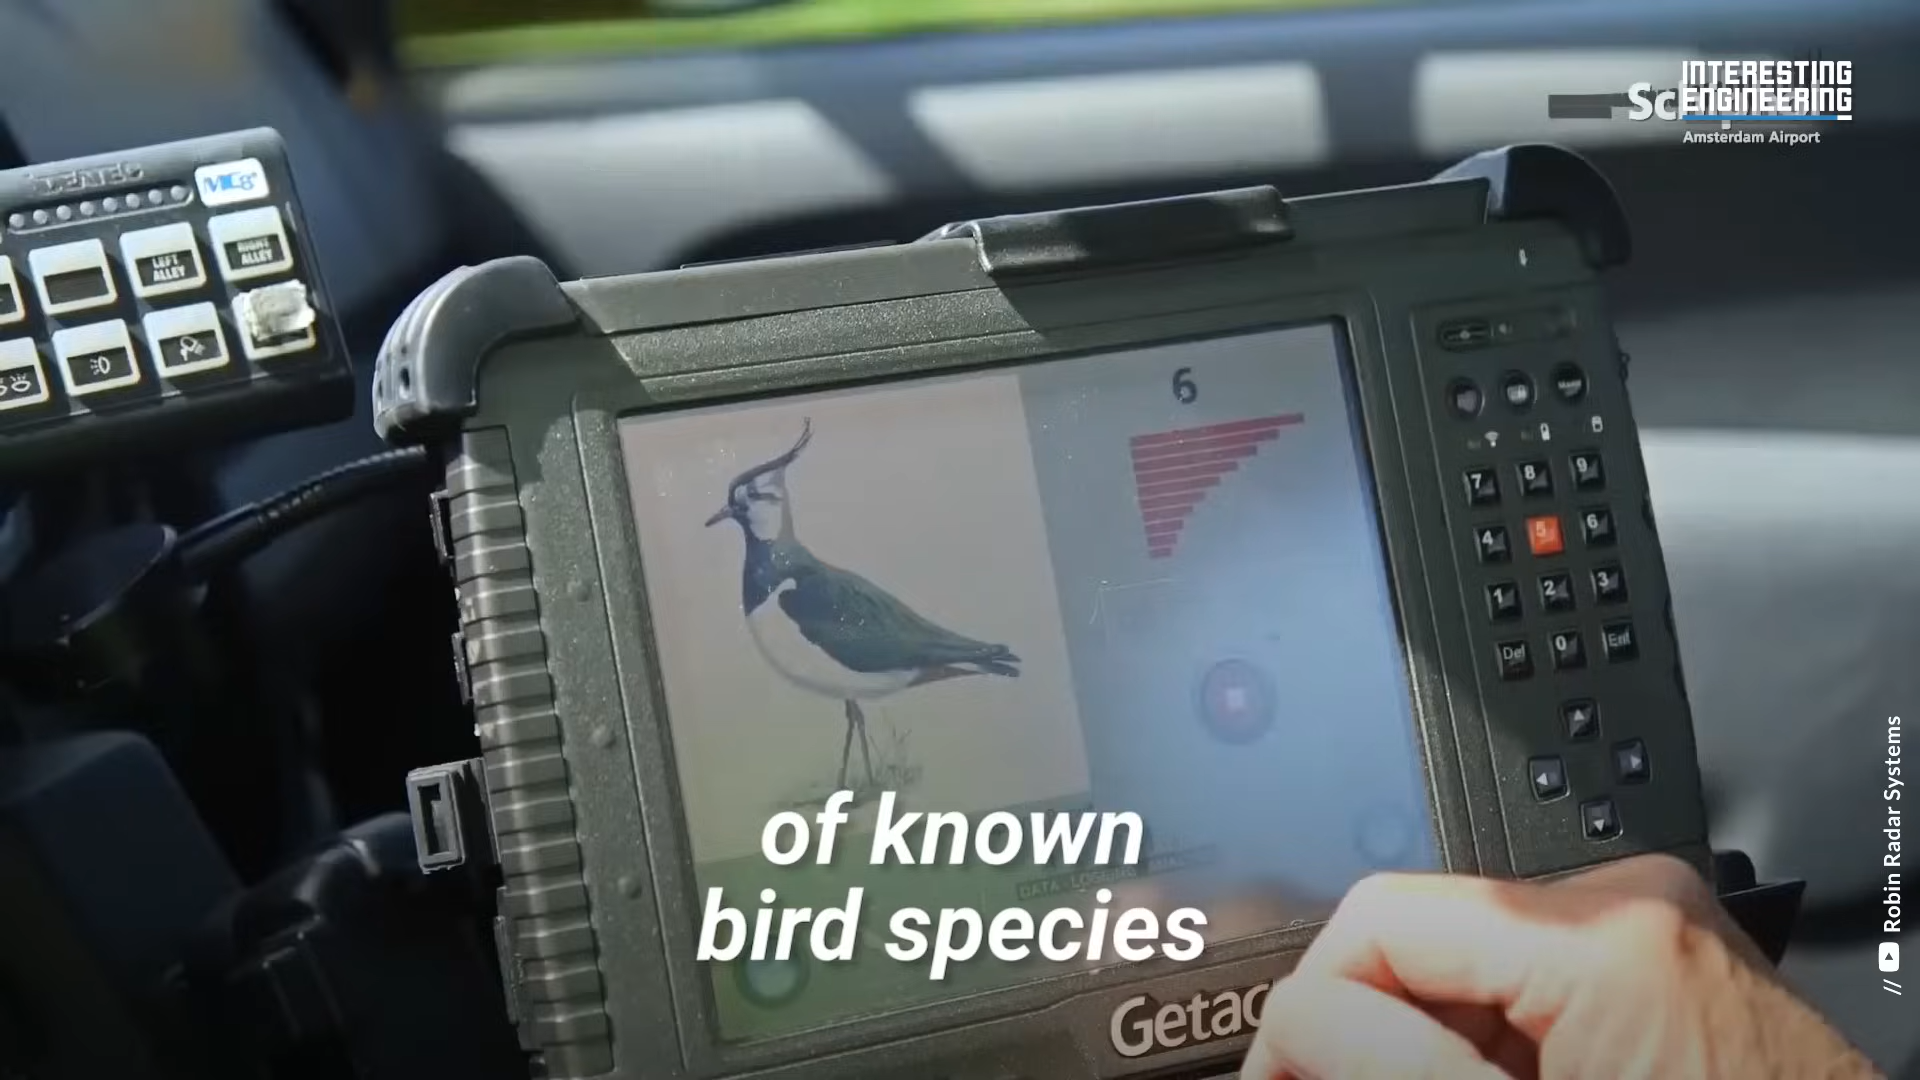 INTERESTING
ENGINEERING
Amsterdam Airport
MC8
LEFT
ALLEY
RIGHT
ALLEY
6
7
8
9
4
5
6
1
2
3
Del
0
Ent
of known
bird species
Getac
// Robin Radar Systems